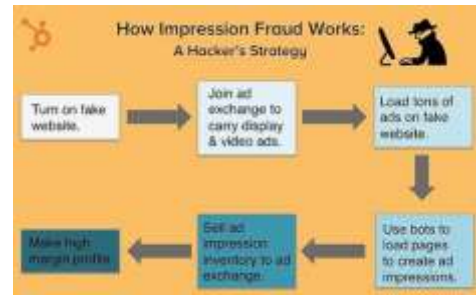 How Impression Fraud Works:
A Hacker's Strategy
Turn on fake
website.
Join ad
exchange to
carry display
& video ads.
Load tons of
ads on fake
website.
Use bots to
load pages
to create ad
impressions.
Sell ad
impression
inventory to ad
exchange.
Make high
margin profits.